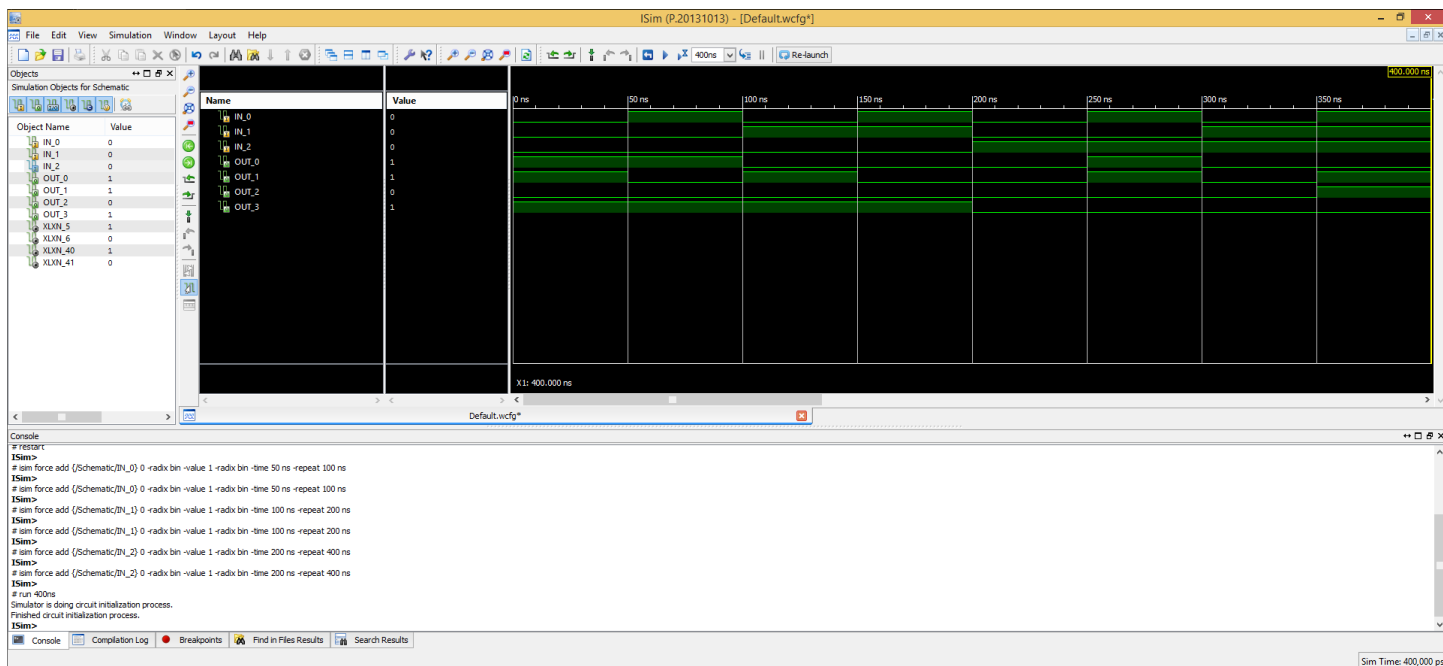 ISim (P.20131013) - [Default.wcfg*]
File Edit View Simulation Window Layout Help
400ns Re-launch
Objects
Simulation Objects for Schematic
Object Name Value
IN_0 0
IN_1 0
IN_2 0
OUT_0 1
OUT_1 1
OUT_2 0
OUT_3 1
XLXN_5 1
XLXN_6 0
XLXN_40 1
XLXN_41 0
Name Value
IN_0 0
IN_1 0
IN_2 0
OUT_0 1
OUT_1 1
OUT_2 0
OUT_3 1
400.000 ns
0 ns 50 ns 100 ns 150 ns 200 ns 250 ns 300 ns 350 ns
X1: 400.000 ns
Default.wcfg*
Console
# restart
ISim>
# isim force add {/Schematic/IN_0} 0 -radix bin -value 1 -radix bin -time 50 ns -repeat 100 ns
ISim>
# isim force add {/Schematic/IN_0} 0 -radix bin -value 1 -radix bin -time 50 ns -repeat 100 ns
ISim>
# isim force add {/Schematic/IN_1} 0 -radix bin -value 1 -radix bin -time 100 ns -repeat 200 ns
ISim>
# isim force add {/Schematic/IN_1} 0 -radix bin -value 1 -radix bin -time 100 ns -repeat 200 ns
ISim>
# isim force add {/Schematic/IN_2} 0 -radix bin -value 1 -radix bin -time 200 ns -repeat 400 ns
ISim>
# isim force add {/Schematic/IN_2} 0 -radix bin -value 1 -radix bin -time 200 ns -repeat 400 ns
ISim>
# run 400ns
Simulator is doing circuit initialization process.
Finished circuit initialization process.
ISim>
Console Compilation Log Breakpoints Find in Files Results Search Results
Sim Time: 400,000 ps